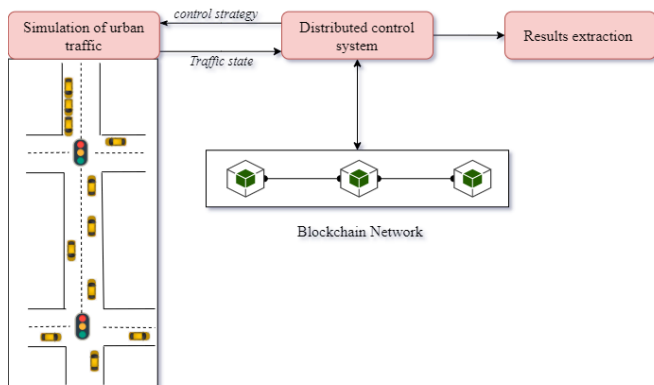 control strategy
Simulation of urban
traffic
Distributed control
system
Results extraction
Traffic state
Blockchain Network